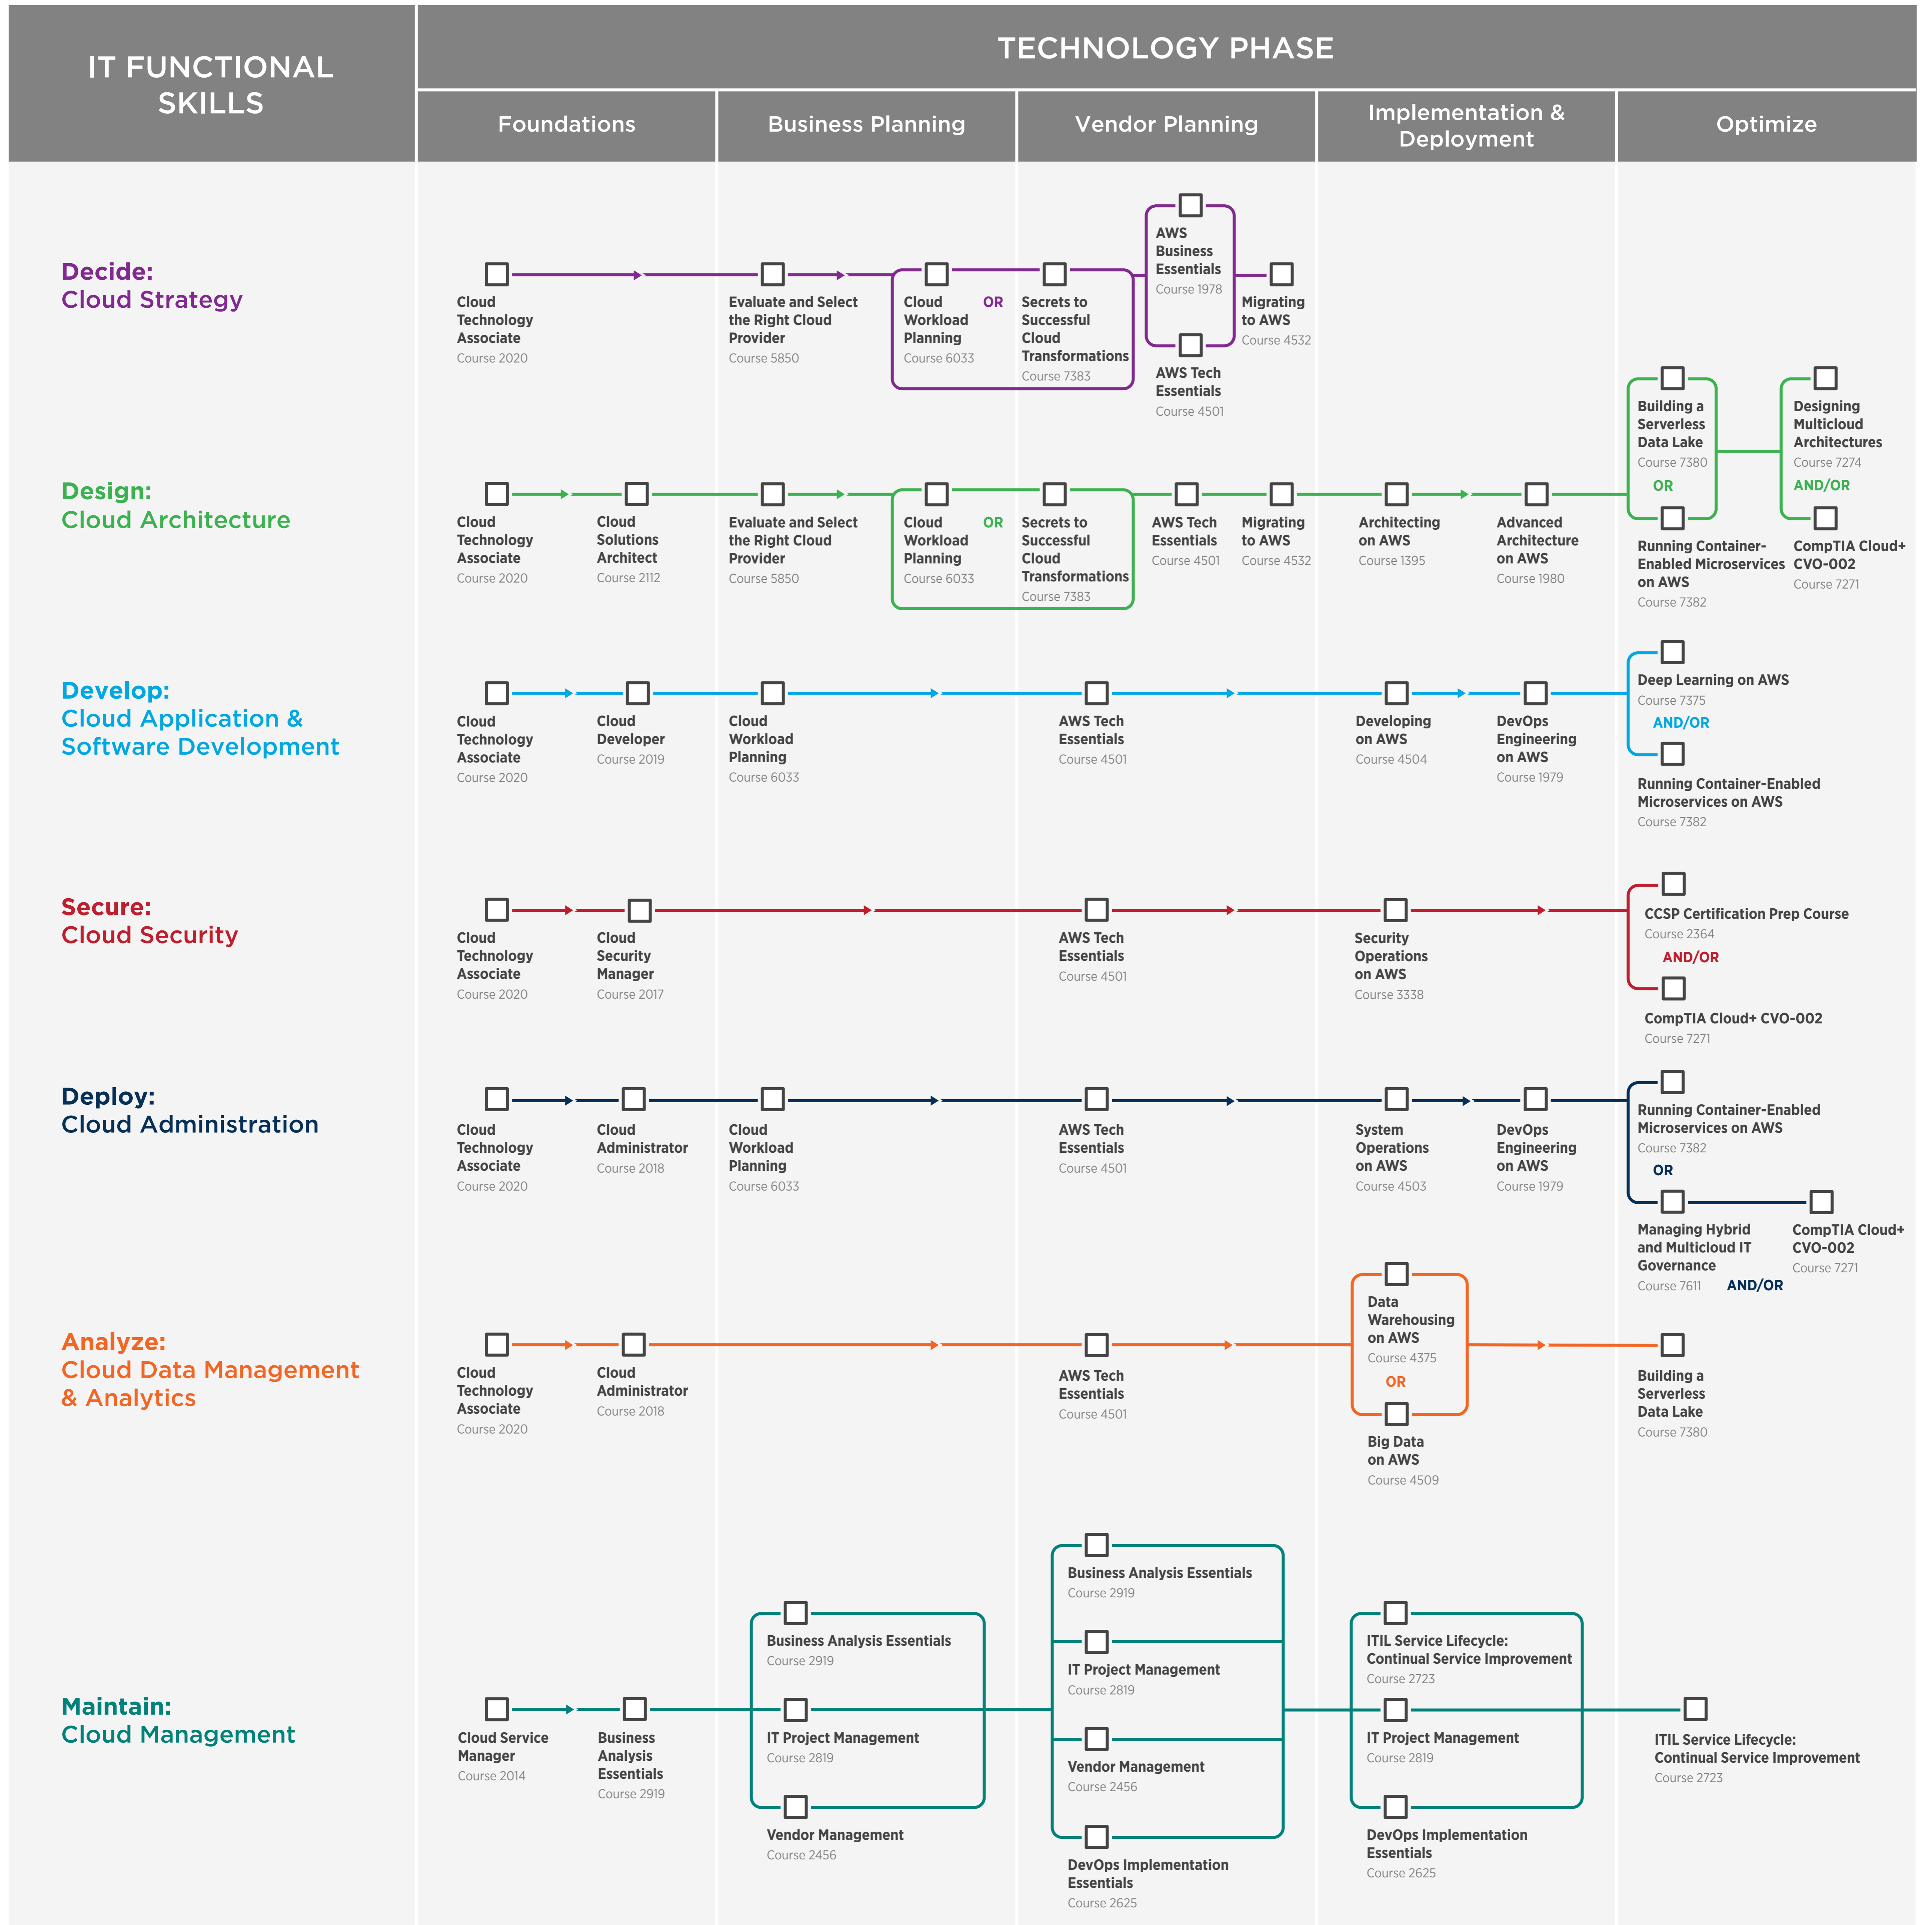 IT FUNCTIONAL
SKILLS
TECHNOLOGY PHASE
Foundations
Business Planning
Vendor Planning
Implementation &
Deployment
Optimize
Decide:
Cloud Strategy
Cloud
Technology
Associate
Course 2020
Evaluate and Select
the Right Cloud
Provider
Course 5850
Cloud
Workload
Planning
Course 6033
OR
Secrets to
Successful
Cloud
Transformations
Course 7383
AWS
Business
Essentials
Course 1978
AWS Tech
Essentials
Course 4501
Migrating
to AWS
Course 4532
Design:
Cloud Architecture
Cloud
Technology
Associate
Course 2020
Cloud
Solutions
Architect
Course 2112
Evaluate and Select
the Right Cloud
Provider
Course 5850
Cloud
Workload
Planning
Course 6033
OR
Secrets to
Successful
Cloud
Transformations
Course 7383
AWS Tech
Essentials
Course 4501
Migrating
to AWS
Course 4532
Architecting
on AWS
Course 1395
Advanced
Architecture
on AWS
Course 1980
Building a
Serverless
Data Lake
Course 7380
OR
Running Container-
Enabled Microservices
on AWS
Course 7382
Designing
Multicloud
Architectures
Course 7274
AND/OR
CompTIA Cloud+
CVO-002
Course 7271
Develop:
Cloud Application &
Software Development
Cloud
Technology
Associate
Course 2020
Cloud
Developer
Course 2019
Cloud
Workload
Planning
Course 6033
AWS Tech
Essentials
Course 4501
Developing
on AWS
Course 4504
DevOps
Engineering
on AWS
Course 1979
Deep Learning on AWS
Course 7375
AND/OR
Running Container-Enabled
Microservices on AWS
Course 7382
Secure:
Cloud Security
Cloud
Technology
Associate
Course 2020
Cloud
Security
Manager
Course 2017
AWS Tech
Essentials
Course 4501
Security
Operations
on AWS
Course 3338
CCSP Certification Prep Course
Course 2364
AND/OR
CompTIA Cloud+ CVO-002
Course 7271
Deploy:
Cloud Administration
Cloud
Technology
Associate
Course 2020
Cloud
Administrator
Course 2018
Cloud
Workload
Planning
Course 6033
AWS Tech
Essentials
Course 4501
System
Operations
on AWS
Course 4503
DevOps
Engineering
on AWS
Course 1979
Running Container-Enabled
Microservices on AWS
Course 7382
OR
Managing Hybrid
and Multicloud IT
Governance
Course 7611
AND/OR
CompTIA Cloud+
CVO-002
Course 7271
Analyze:
Cloud Data Management
& Analytics
Cloud
Technology
Associate
Course 2020
Cloud
Administrator
Course 2018
AWS Tech
Essentials
Course 4501
Data
Warehousing
on AWS
Course 4375
OR
Big Data
on AWS
Course 4509
Building a
Serverless
Data Lake
Course 7380
Maintain:
Cloud Management
Cloud Service
Manager
Course 2014
Business
Analysis
Essentials
Course 2919
Business Analysis Essentials
Course 2919
IT Project Management
Course 2819
Vendor Management
Course 2456
Business Analysis Essentials
Course 2919
IT Project Management
Course 2819
Vendor Management
Course 2456
DevOps Implementation
Essentials
Course 2625
ITIL Service Lifecycle:
Continual Service Improvement
Course 2723
IT Project Management
Course 2819
DevOps Implementation
Essentials
Course 2625
ITIL Service Lifecycle:
Continual Service Improvement
Course 2723